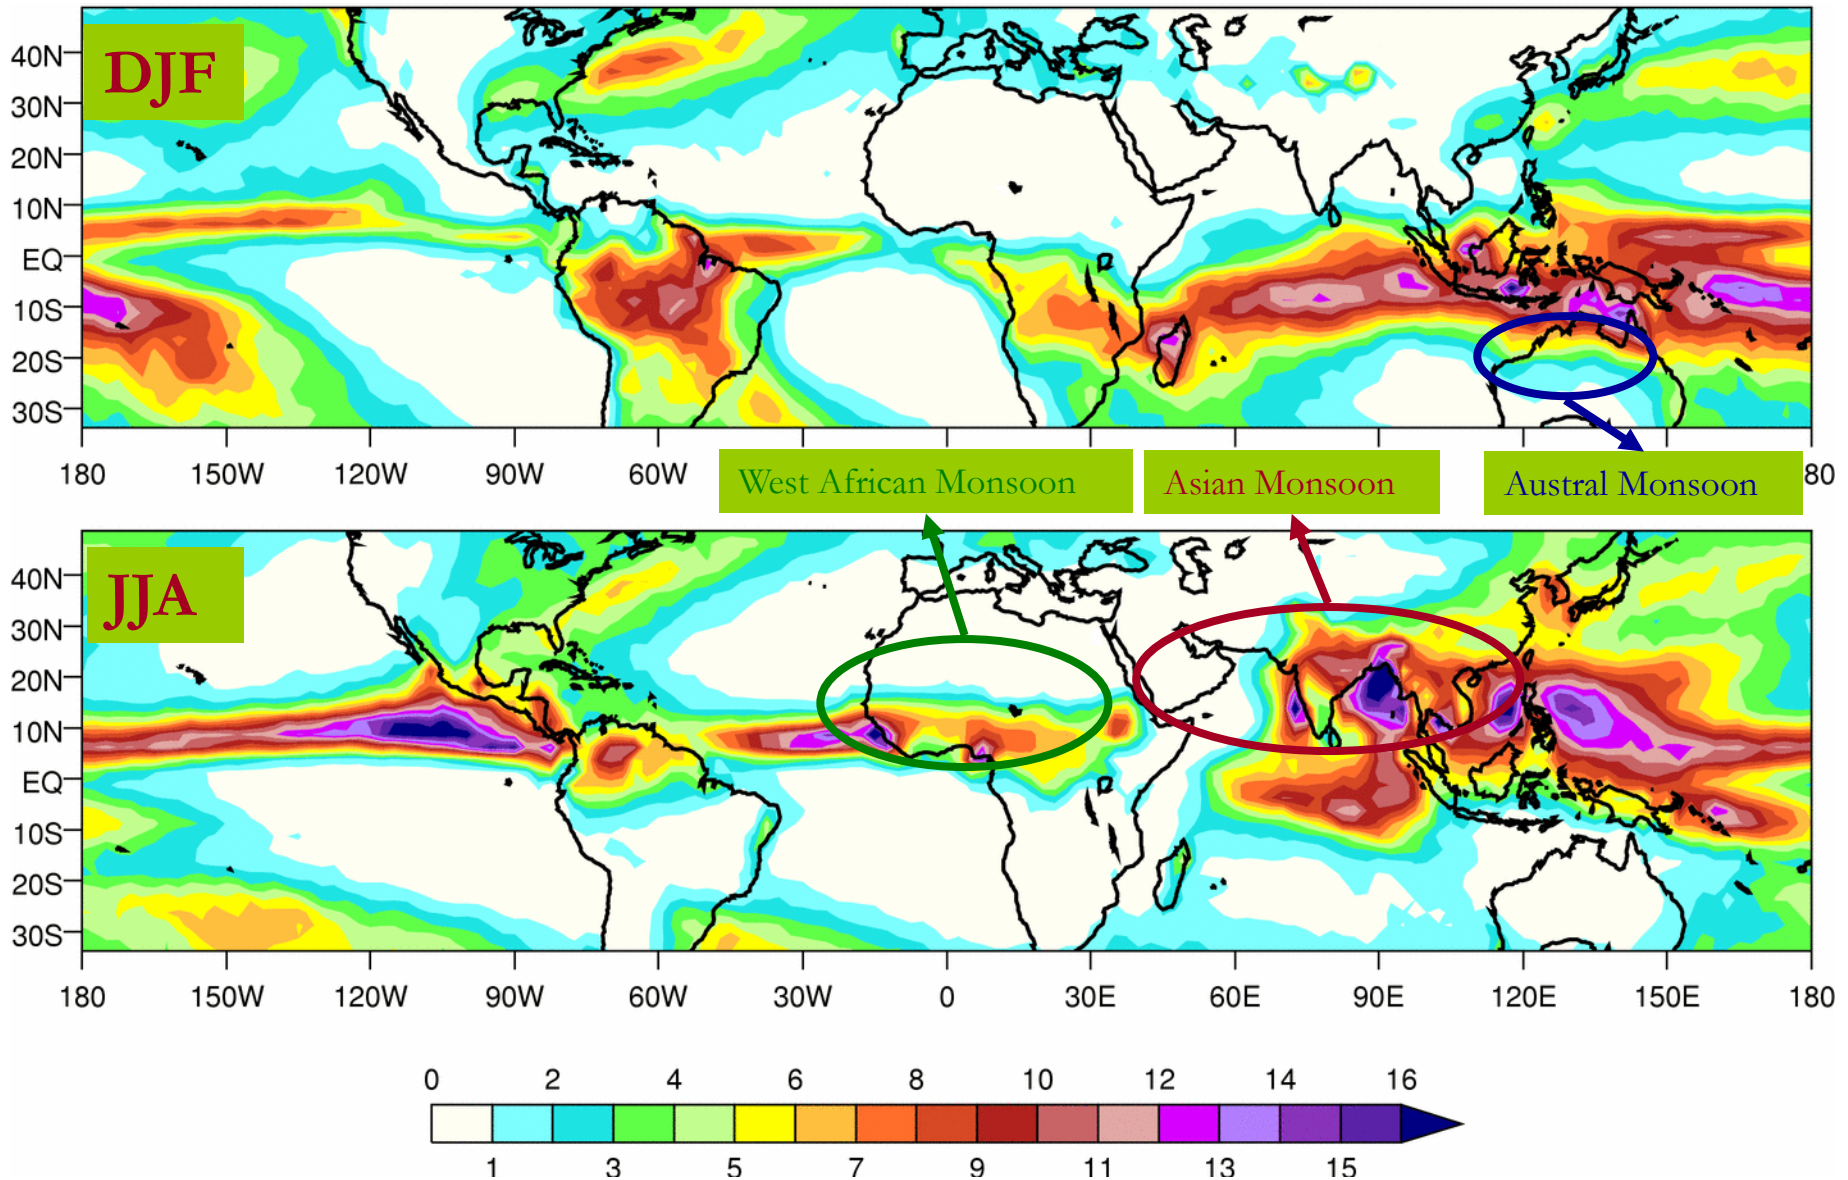 DJF
40N
30N
20N
10N
EQ
10S
20S
30S
180 150W 120W 90W 60W 80
West African Monsoon Asian Monsoon Austral Monsoon
JJA
40N
30N
20N
10N
EQ
10S
20S
30S
180 150W 120W 90W 60W 30W 0 30E 60E 90E 120E 150E 180
0 2 4 6 8 10 12 14 16
1 3 5 7 9 11 13 15